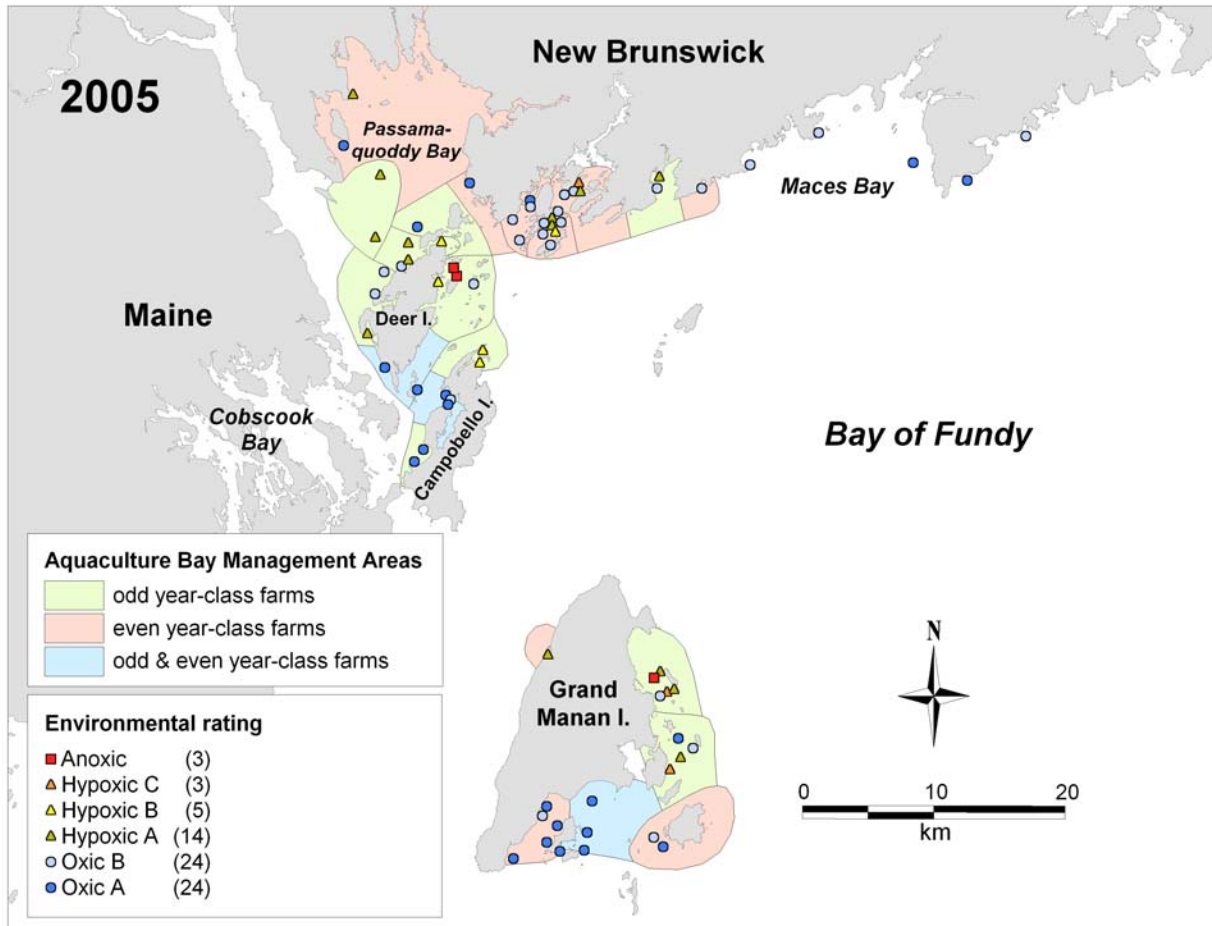 New Brunswick
2005
Passama-
quoddy Bay
Maces Bay
Maine
Deer I.
Cobscook
Bay
Campobello I.
Bay of Fundy
Aquaculture Bay Management Areas
odd year-class farms
even year-class farms
odd & even year-class farms
Grand
Manan I.
N
Environmental rating
Anoxic (3)
Hypoxic C (3)
Hypoxic B (5)
Hypoxic A (14)
Oxic B (24)
Oxic A (24)
0 10 20
km